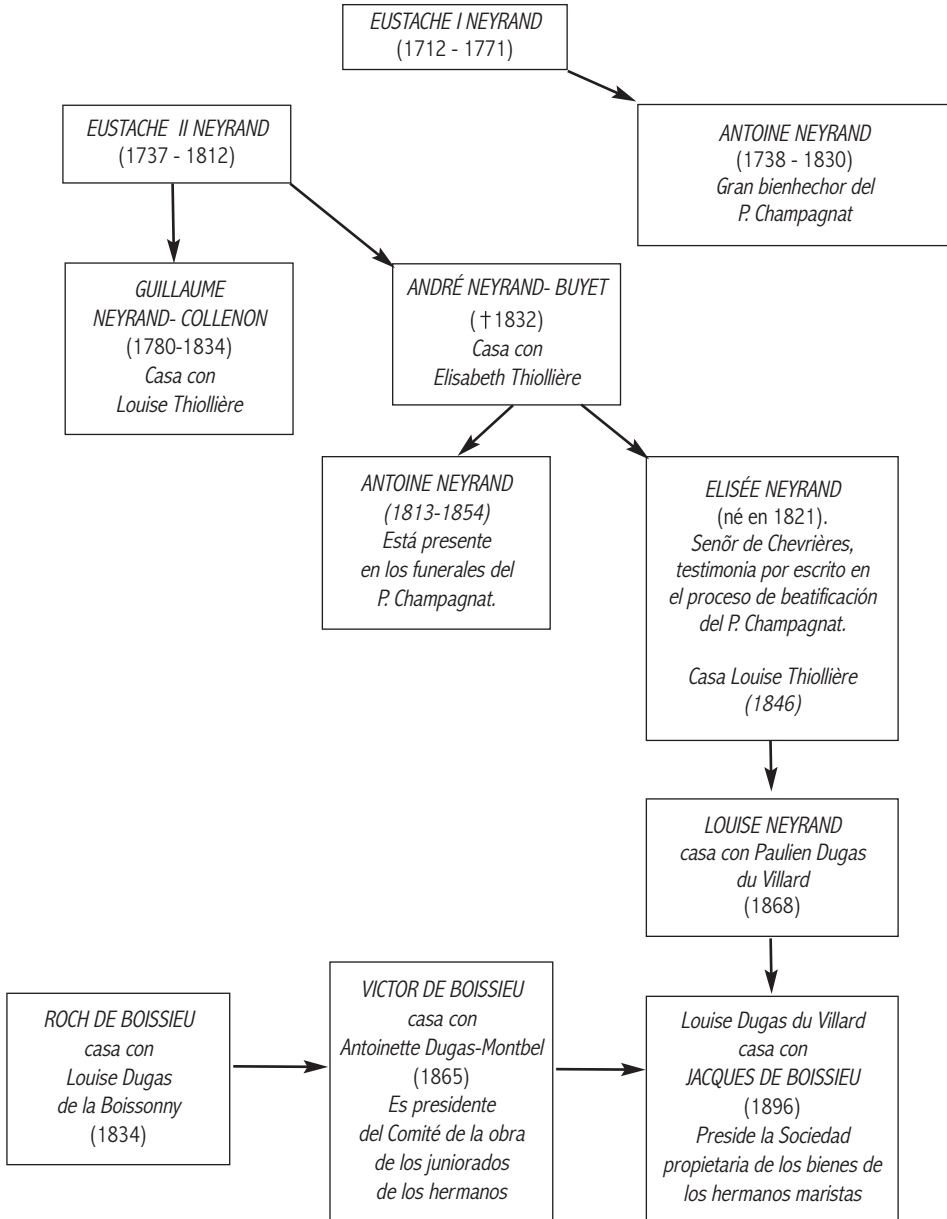 EUSTACHE I NEYRAND
(1712 - 1771)
EUSTACHE II NEYRAND
(1737 - 1812)
ANTOINE NEYRAND
(1738 - 1830)
Gran bienhechor del
P. Champagnat
GUILLAUME
NEYRAND- COLLENON
(1780-1834)
Casa con
Louise Thiollière
ANDRÉ NEYRAND- BUYET
( †1832)
Casa con
Elisabeth Thiollière
ANTOINE NEYRAND
(1813-1854)
Está presente
en los funerales del
P. Champagnat.
ELISÉE NEYRAND
(né en 1821).
Senõr de Chevrières,
testimonia por escrito en
el proceso de beatificación
del P. Champagnat.
Casa Louise Thiollière
(1846)
LOUISE NEYRAND
casa con Paulien Dugas
du Villard
(1868)
ROCH DE BOISSIEU
casa con
Louise Dugas
de la Boissonny
(1834)
VICTOR DE BOISSIEU
casa con
Antoinette Dugas-Montbel
(1865)
Es presidente
del Comité de la obra
de los juniorados
de los hermanos
Louise Dugas du Villard
casa con
JACQUES DE BOISSIEU
(1896)
Preside la Sociedad
propietaria de los bienes de
los hermanos maristas